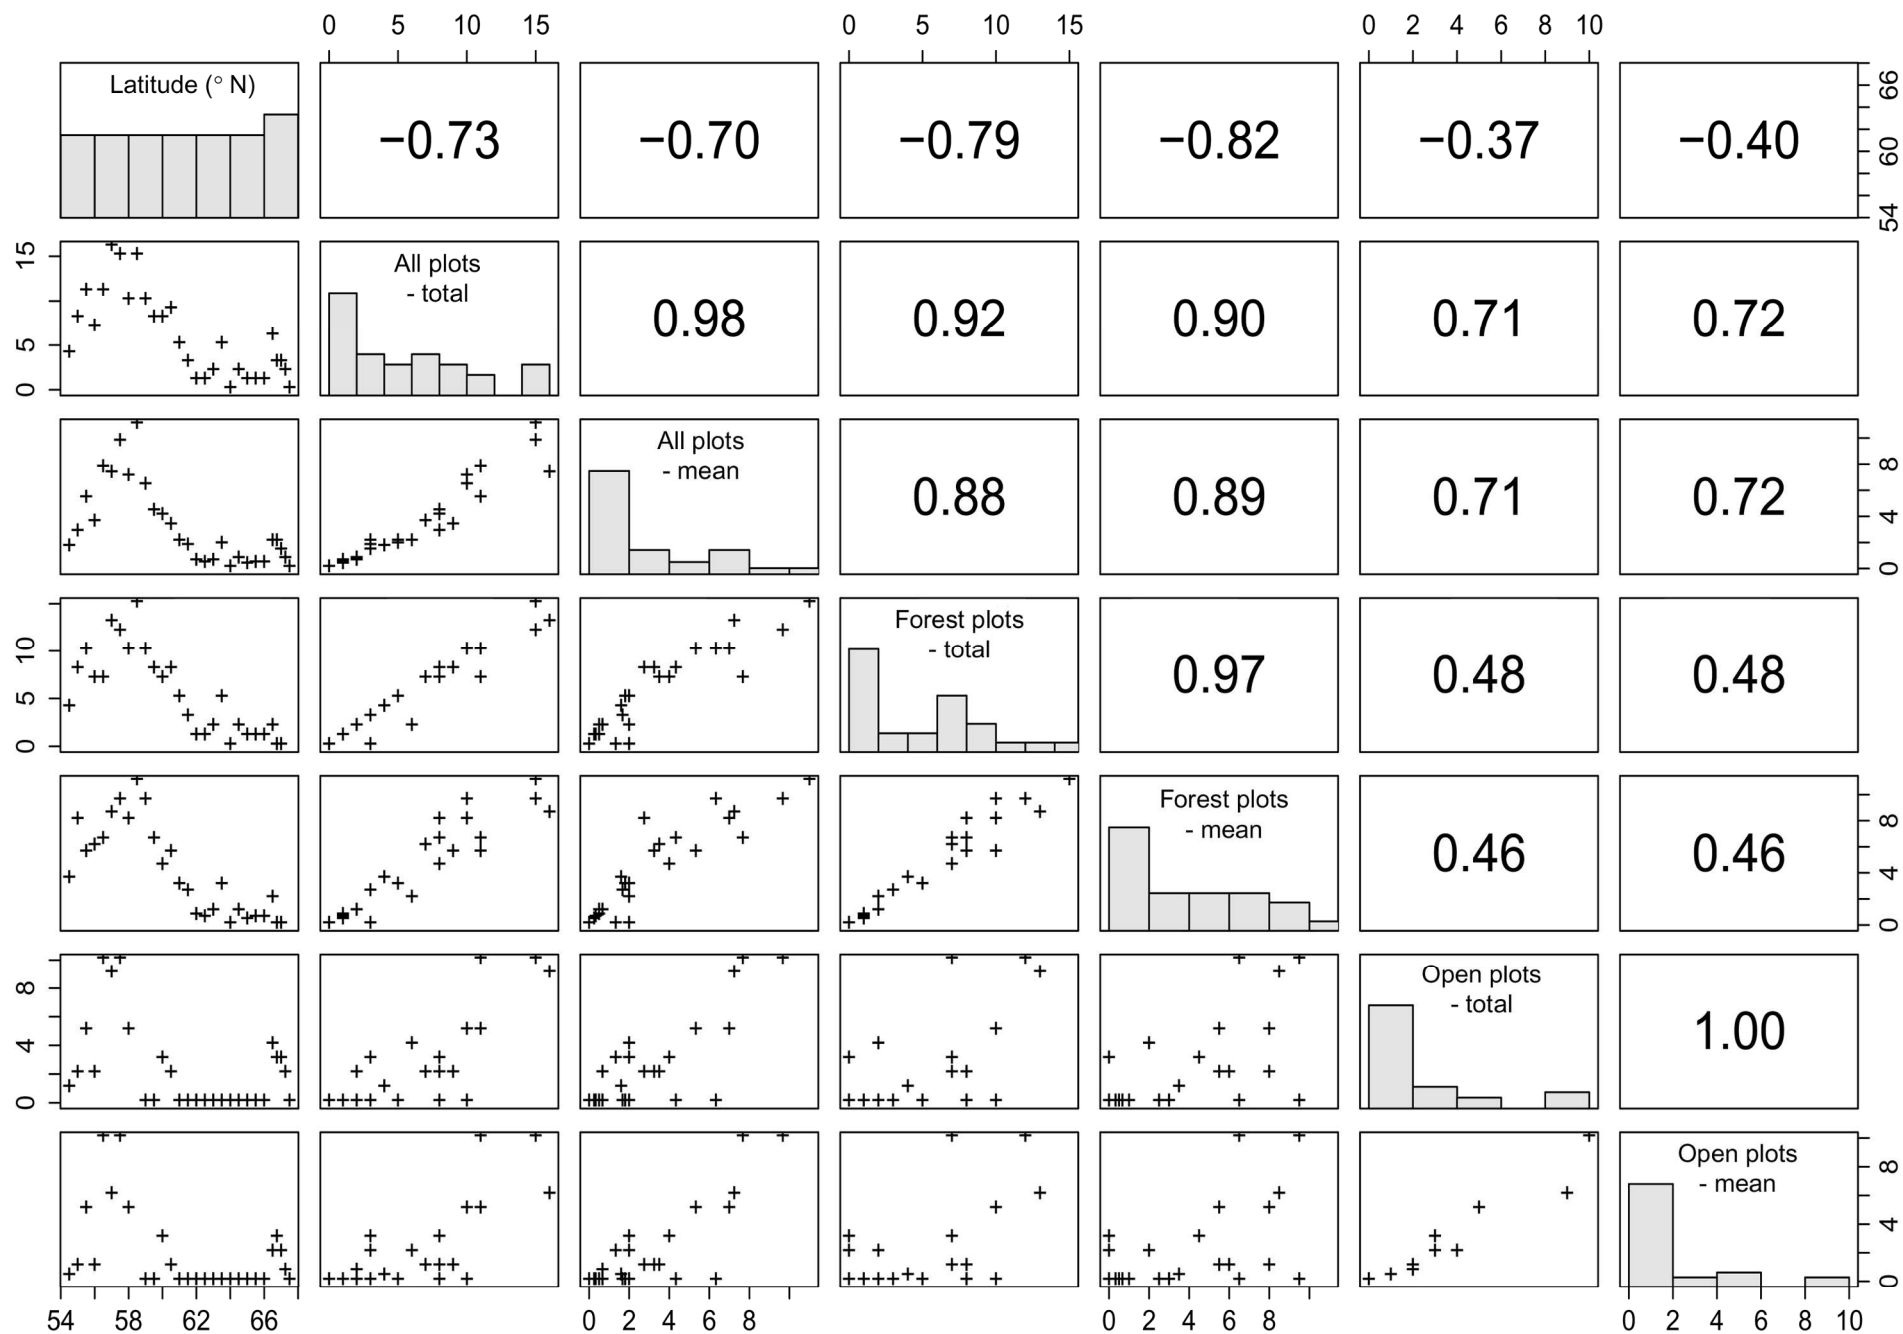 0 5 10 15 0 5 10 15 0 2 4 6 8 10
Latitude (° N)
−0.73 −0.70 −0.79 −0.82 −0.37 −0.40
54 60 66
0 5 15
All plots
- total
0.98 0.92 0.90 0.71 0.72
All plots
- mean
0.88 0.89 0.71 0.72
0 4 8
0 5 10
Forest plots
- total
0.97 0.48 0.48
Forest plots
- mean
0.46 0.46
0 4 8
0 4 8
Open plots
- total
1.00
Open plots
- mean
0 4 8
54 58 62 66 0 2 4 6 8 0 2 4 6 8 0 2 4 6 8 10